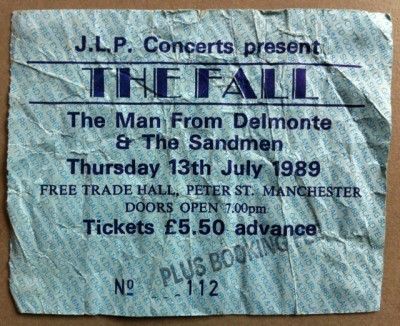 J.L.P. Concerts present
THE FALL
The Man From Delmonte
& The Sandmen
Thursday 13th July 1989
FREE TRADE HALL, PETER ST. MANCHESTER
DOORS OPEN 7.00pm
Tickets £5.50 advance
PLUS BOOKING
Nº 112